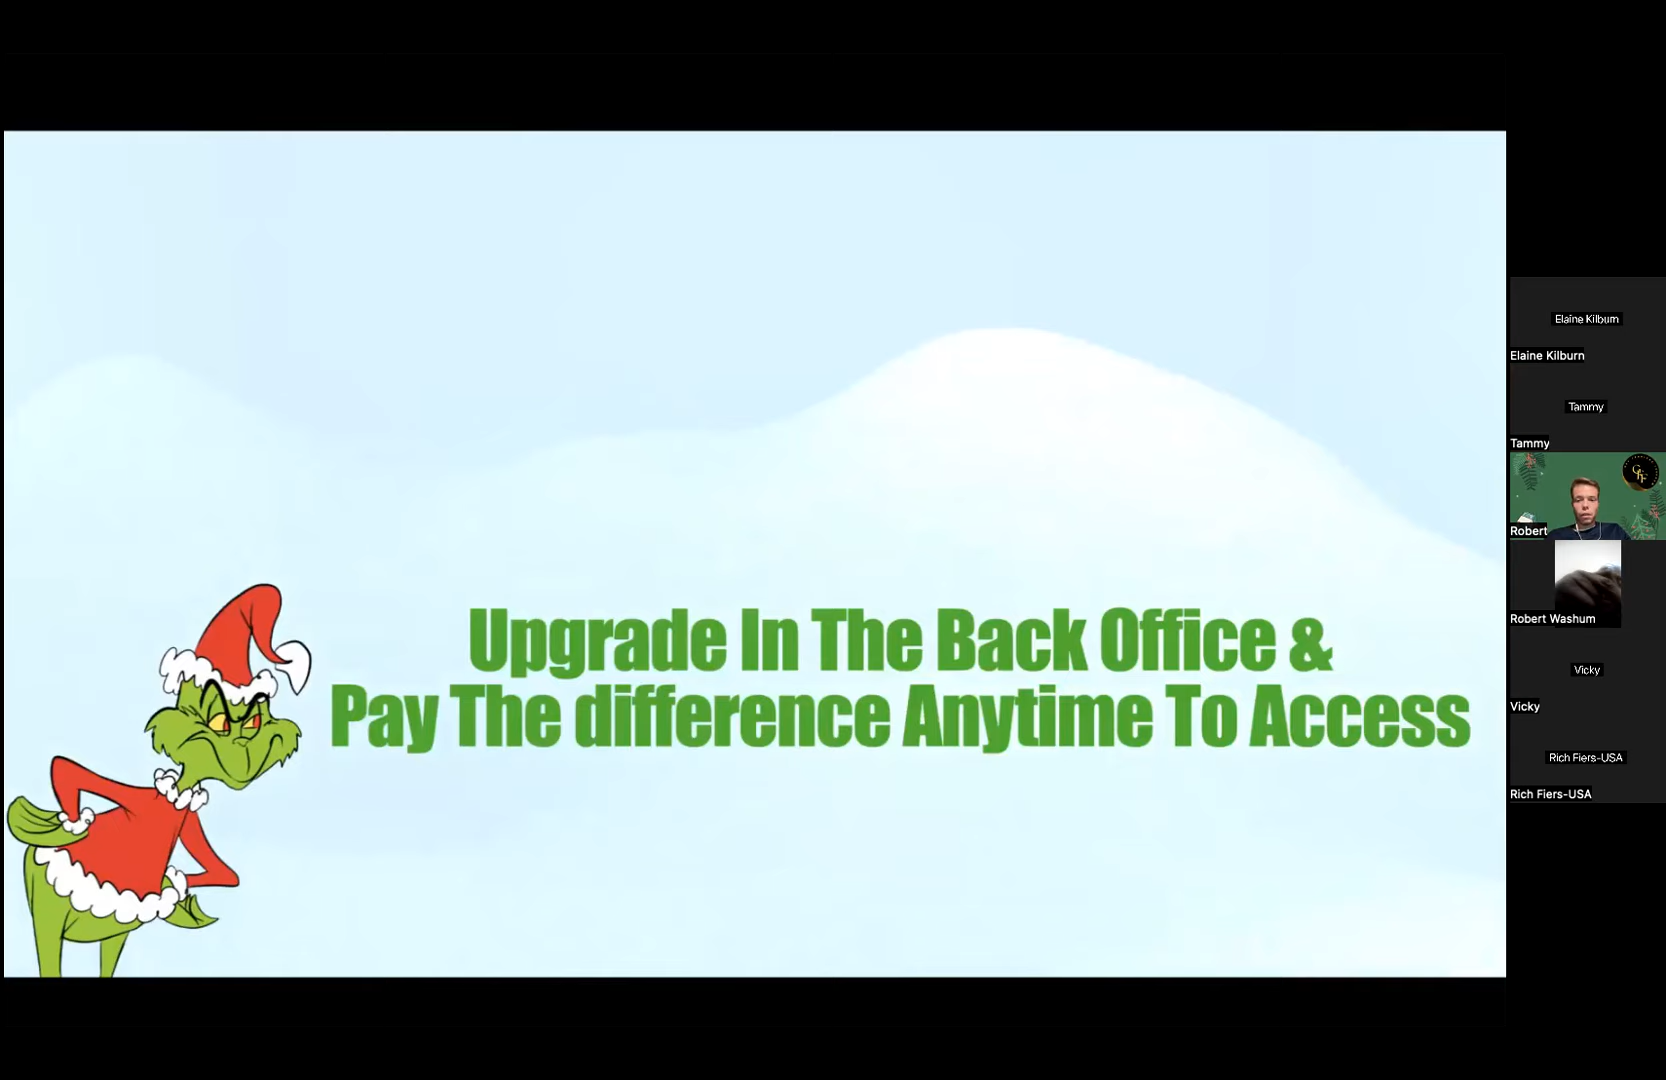 Upgrade In The Back Office &
Pay The difference Anytime To Access
Elaine Kilburn
Elaine Kilburn
Tammy
Tammy
Robert
Robert Washum
Vicky
Vicky
Rich Fiers-USA
Rich Fiers-USA